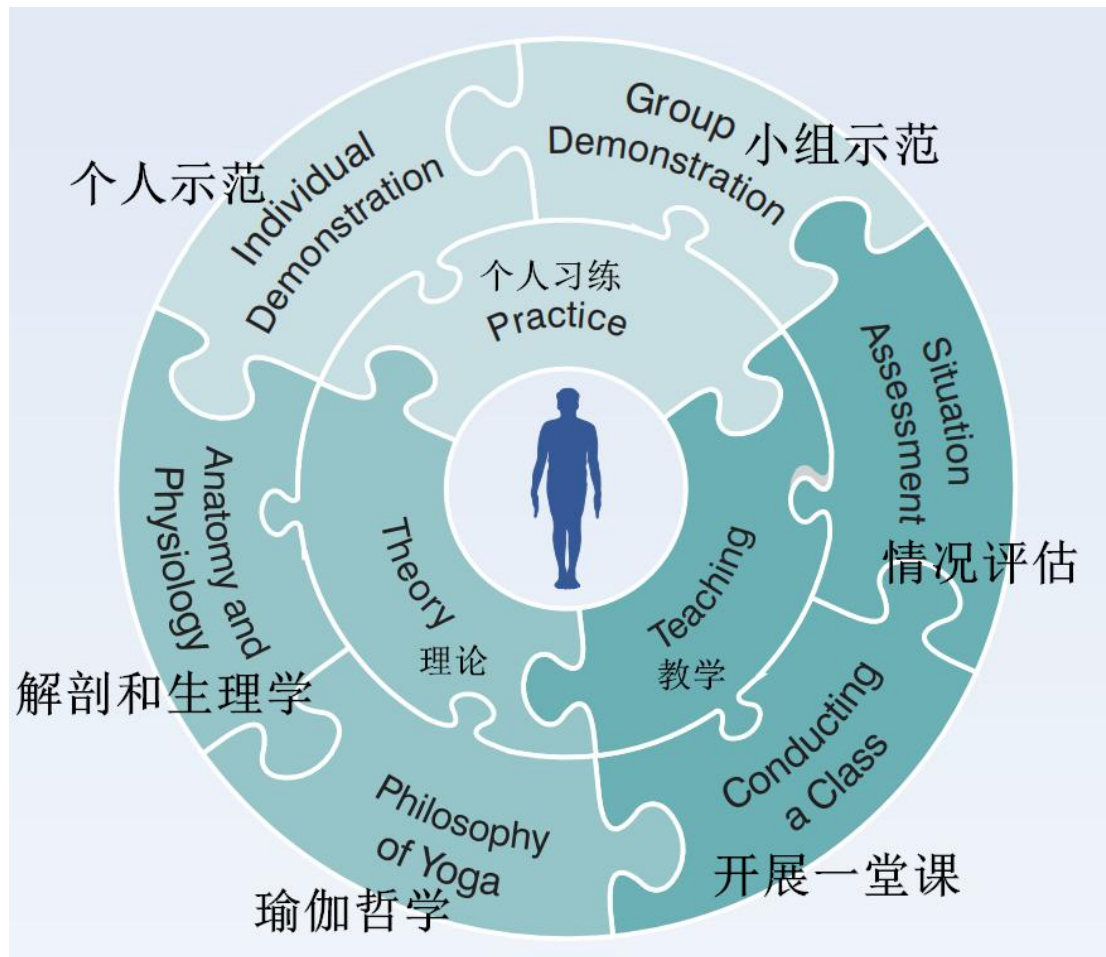 Individual
Demonstration
个人示范
Group
Demonstration
小组示范
个人习练
Practice
Situation
Assessment
情况评估
Anatomy and
Physiology
解剖和生理学
Theory
理论
Teaching
教学
Philosophy
of Yoga
瑜伽哲学
Conducting
a Class
开展一堂课